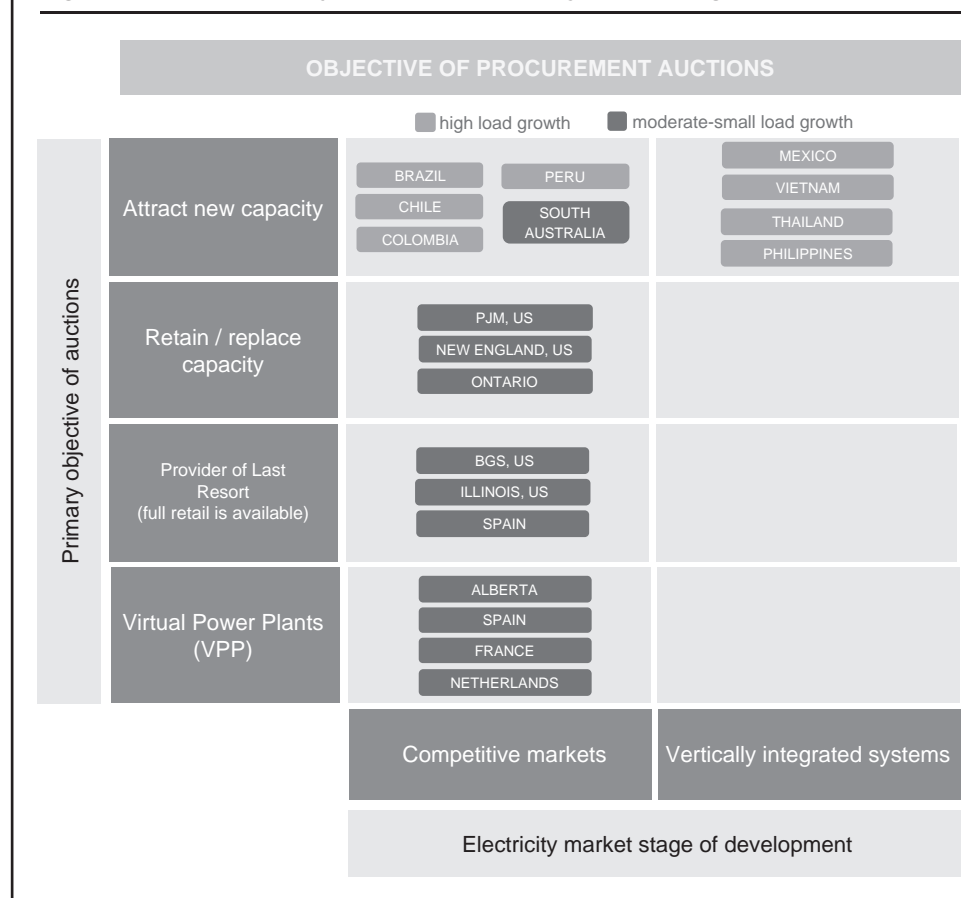 OBJECTIVE OF PROCUREMENT AUCTIONS
high load growth
moderate-small load growth
Primary objective of auctions
Attract new capacity
BRAZIL
CHILE
COLOMBIA
PERU
SOUTH
AUSTRALIA
MEXICO
VIETNAM
THAILAND
PHILIPPINES
Retain / replace
capacity
PJM, US
NEW ENGLAND, US
ONTARIO
Provider of Last
Resort
(full retail is available)
BGS, US
ILLINOIS, US
SPAIN
Virtual Power Plants
(VPP)
ALBERTA
SPAIN
FRANCE
NETHERLANDS
Competitive markets
Vertically integrated systems
Electricity market stage of development